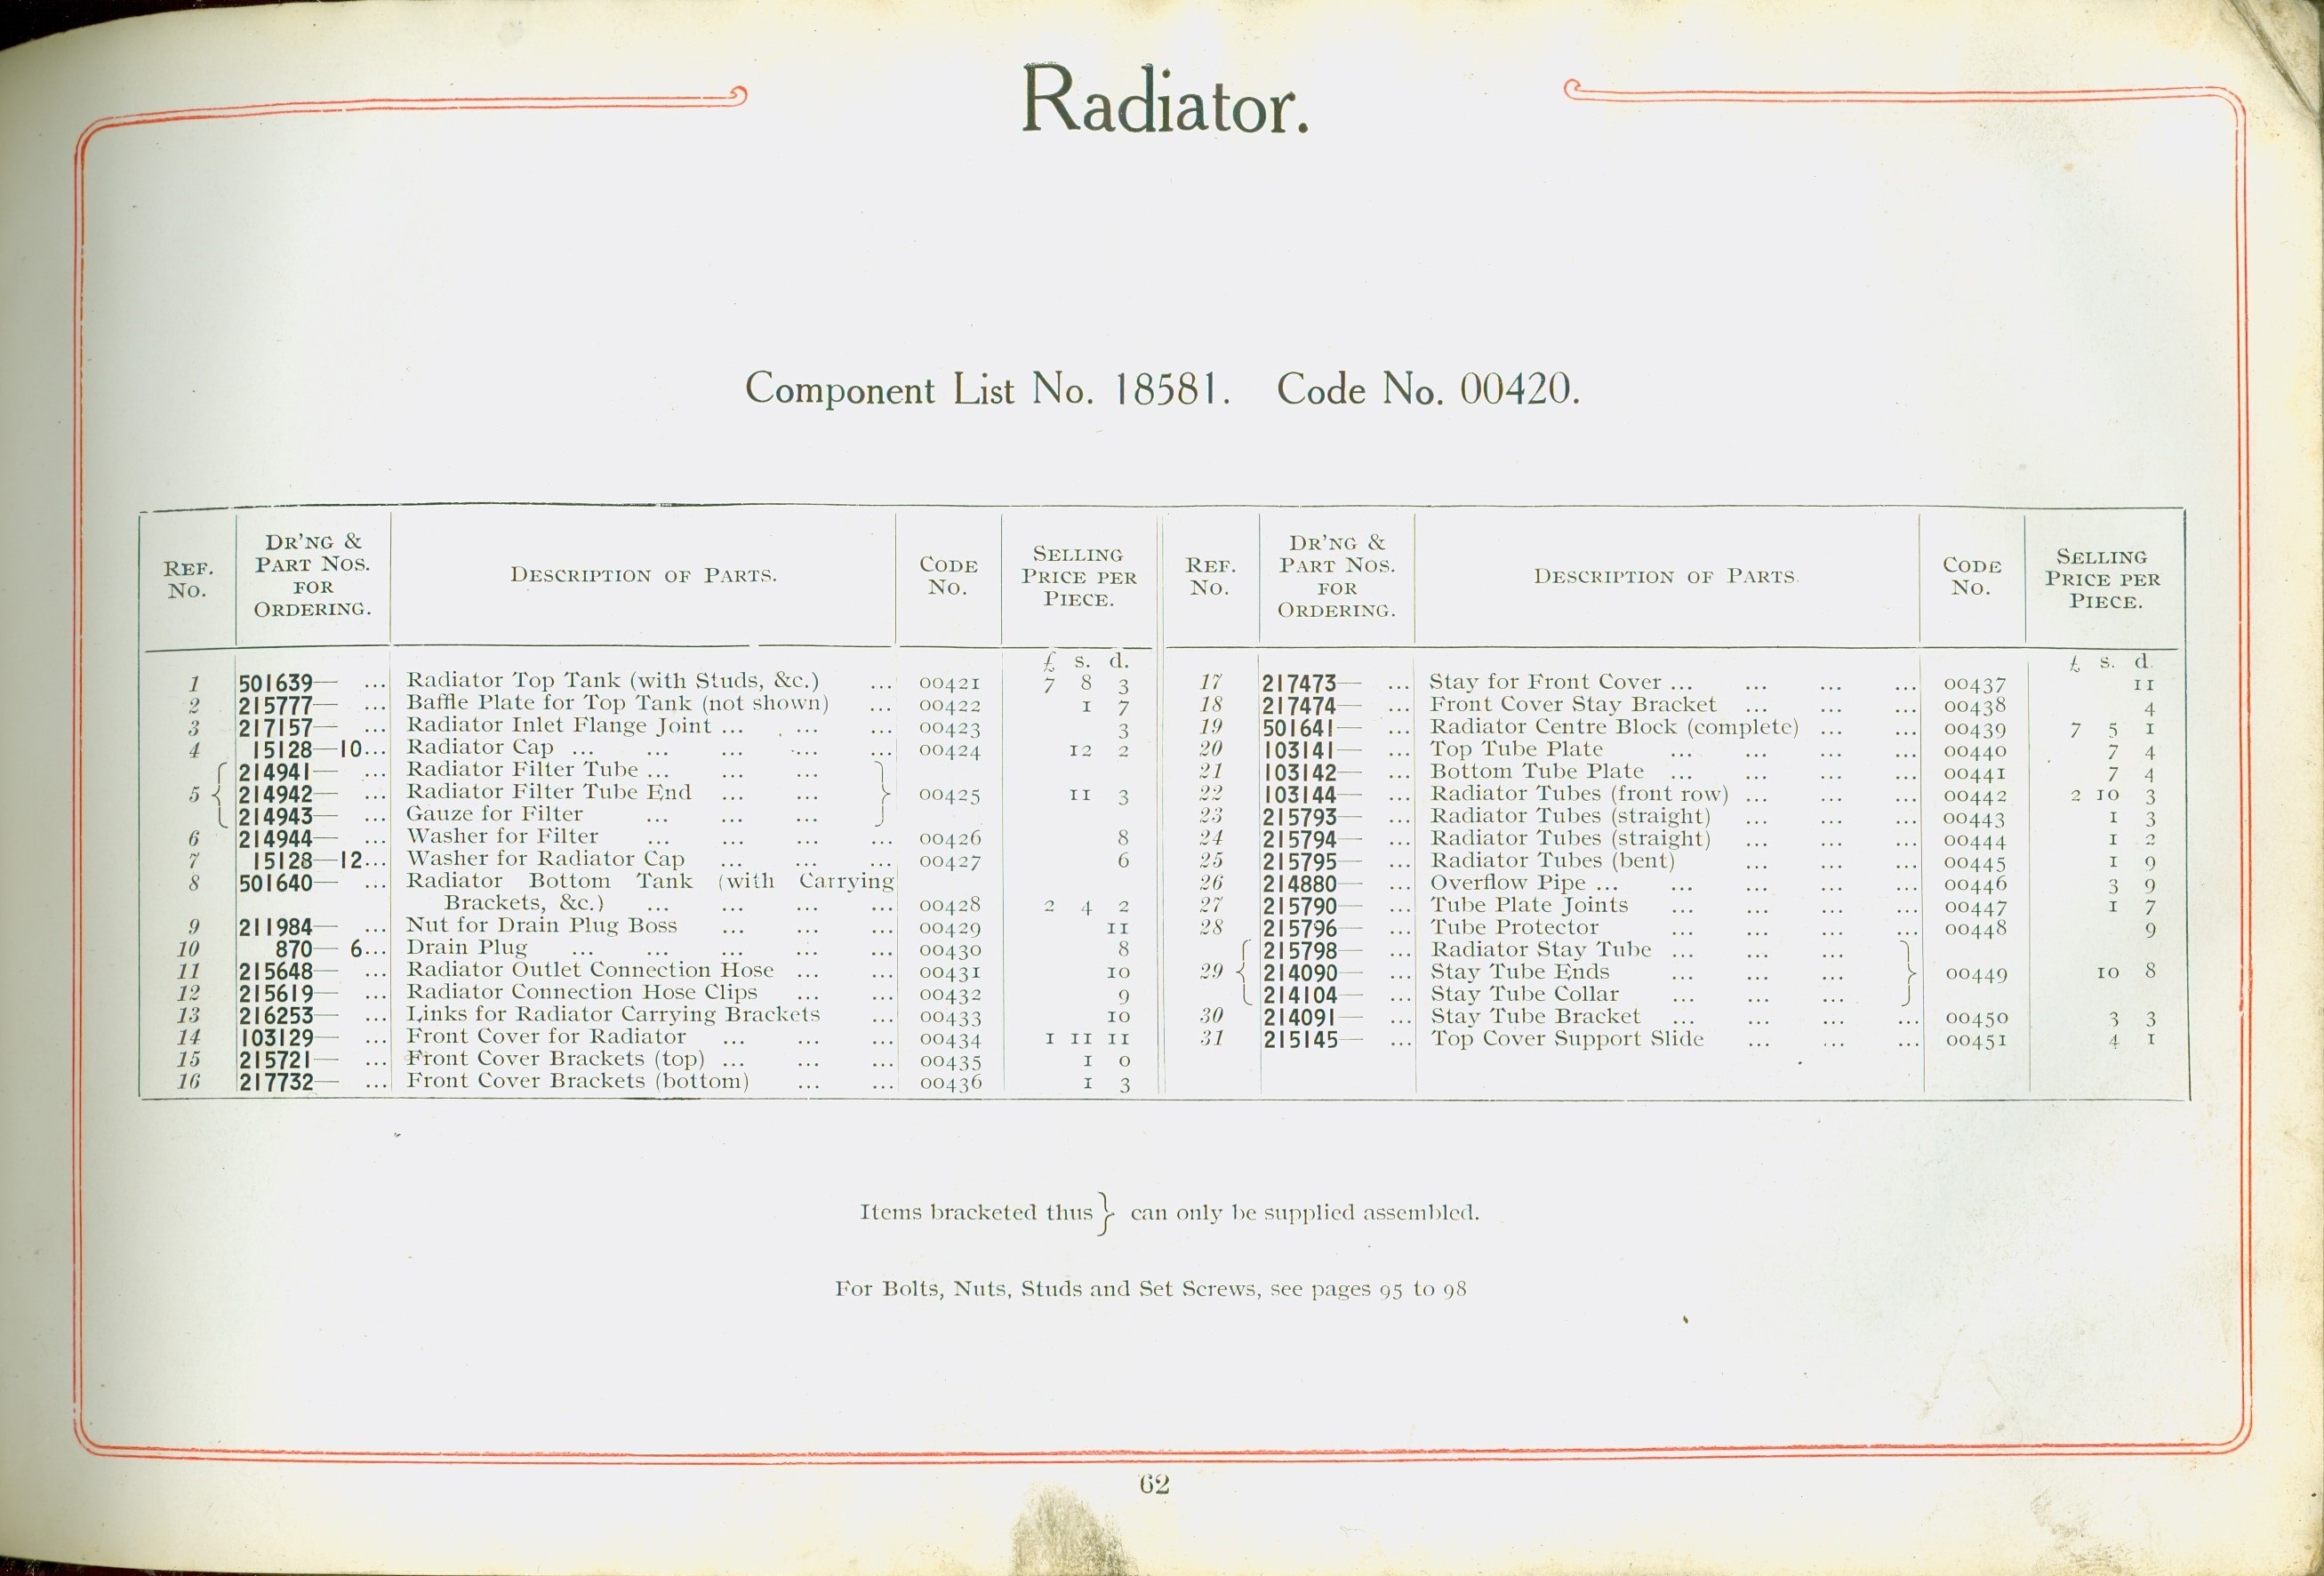 Radiator.
Component List No. 18581. Code No. 00420.
REF. No. DR'NG & PART NOS. FOR ORDERING. DESCRIPTION OF PARTS. CODE No. SELLING PRICE PER PIECE.
£ s. d.
1 501639— ... Radiator Top Tank (with Studs, &c.) ... 00421 7 8 3
2 215777— ... Baffle Plate for Top Tank (not shown) ... 00422 1 7
3 217157— ... Radiator Inlet Flange Joint ... ... ... 00423 3
4 15128—10... Radiator Cap ... ... ... ... ... 00424 12 2
{ 214941— ... Radiator Filter Tube ... ... ... }
5 { 214942— ... Radiator Filter Tube End ... ... } 00425 11 3
{ 214943— ... Gauze for Filter ... ... ... }
6 214944— ... Washer for Filter ... ... ... ... 00426 8
7 15128—12... Washer for Radiator Cap ... ... ... 00427 6
8 501640— ... Radiator Bottom Tank (with Carrying
Brackets, &c.) ... ... ... ... 00428 2 4 2
9 211984— ... Nut for Drain Plug Boss ... ... ... 00429 11
10 870— 6... Drain Plug ... ... ... ... ... 00430 8
11 215648— ... Radiator Outlet Connection Hose ... ... 00431 10
12 215619— ... Radiator Connection Hose Clips ... ... 00432 9
13 216253— ... Links for Radiator Carrying Brackets ... 00433 10
14 103129— ... Front Cover for Radiator ... ... ... 00434 1 11 11
15 215721— ... Front Cover Brackets (top) ... ... ... 00435 1 0
16 217732— ... Front Cover Brackets (bottom) ... ... 00436 1 3
REF. No. DR'NG & PART NOS. FOR ORDERING. DESCRIPTION OF PARTS. CODE No. SELLING PRICE PER PIECE.
£ s. d.
17 217473— ... Stay for Front Cover ... ... ... ... 00437 11
18 217474— ... Front Cover Stay Bracket ... ... ... 00438 4
19 501641— ... Radiator Centre Block (complete) ... ... 00439 7 5 1
20 103141— ... Top Tube Plate ... ... ... ... 00440 7 4
21 103142— ... Bottom Tube Plate ... ... ... ... 00441 7 4
22 103144— ... Radiator Tubes (front row) ... ... ... 00442 2 10 3
23 215793— ... Radiator Tubes (straight) ... ... ... 00443 1 3
24 215794— ... Radiator Tubes (straight) ... ... ... 00444 1 2
25 215795— ... Radiator Tubes (bent) ... ... ... 00445 1 9
26 214880— ... Overflow Pipe ... ... ... ... ... 00446 3 9
27 215790— ... Tube Plate Joints ... ... ... ... 00447 1 7
28 215796— ... Tube Protector ... ... ... ... 00448 9
{ 215798— ... Radiator Stay Tube ... ... ... }
29 { 214090— ... Stay Tube Ends ... ... ... } 00449 10 8
{ 214104— ... Stay Tube Collar ... ... ... }
30 214091— ... Stay Tube Bracket ... ... ... ... 00450 3 3
31 215145— ... Top Cover Support Slide ... ... ... 00451 4 1
Items bracketed thus } can only be supplied assembled.
For Bolts, Nuts, Studs and Set Screws, see pages 95 to 98
62